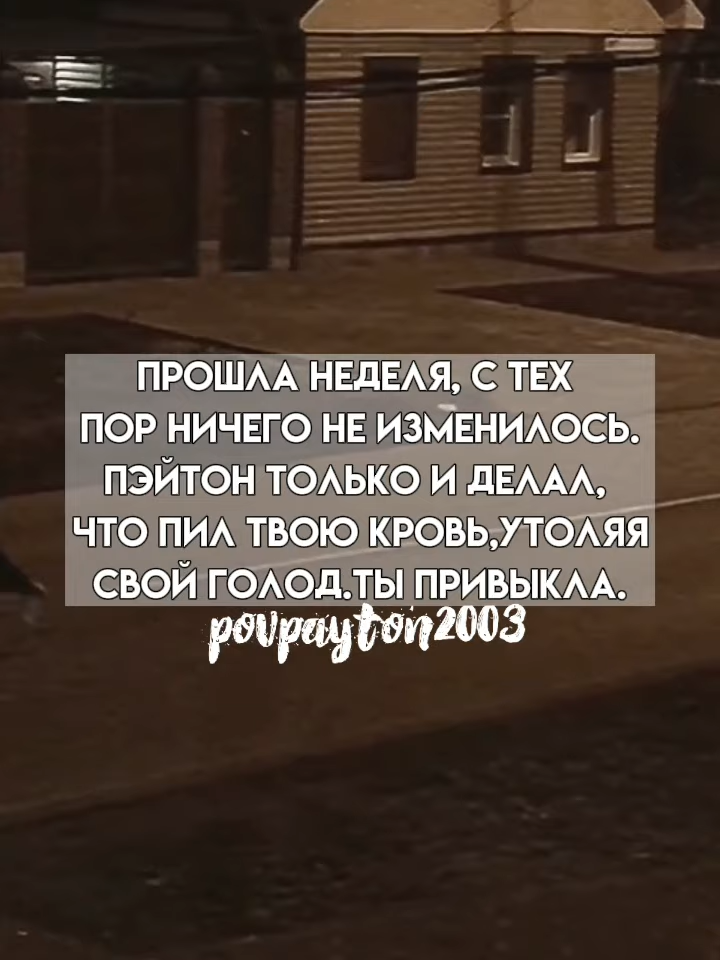 ПРОШЛА НЕДЕЛЯ, С ТЕХ
ПОР НИЧЕГО НЕ ИЗМЕНИЛОСЬ.
ПЭЙТОН ТОЛЬКО И ДЕЛАЛ,
ЧТО ПИЛ ТВОЮ КРОВЬ,УТОЛЯЯ
СВОЙ ГОЛОД.ТЫ ПРИВЫКЛА.
povpayton2003